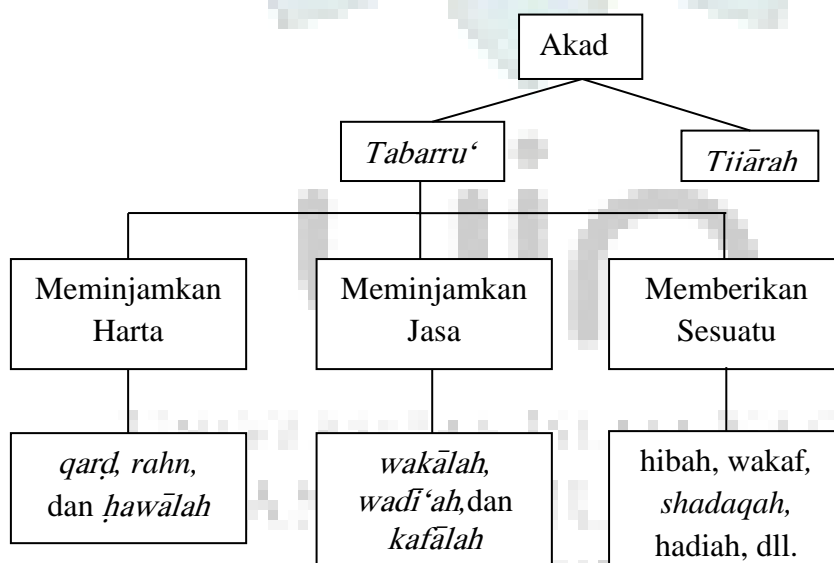 Akad
Tabarru‘
Tiiārah
Meminjamkan
Harta
Meminjamkan
Jasa
Memberikan
Sesuatu
qarḍ, rahn,
dan ḥawālah
wakālah,
wadī‘ah,dan
kafālah
hibah, wakaf,
shadaqah,
hadiah, dll.